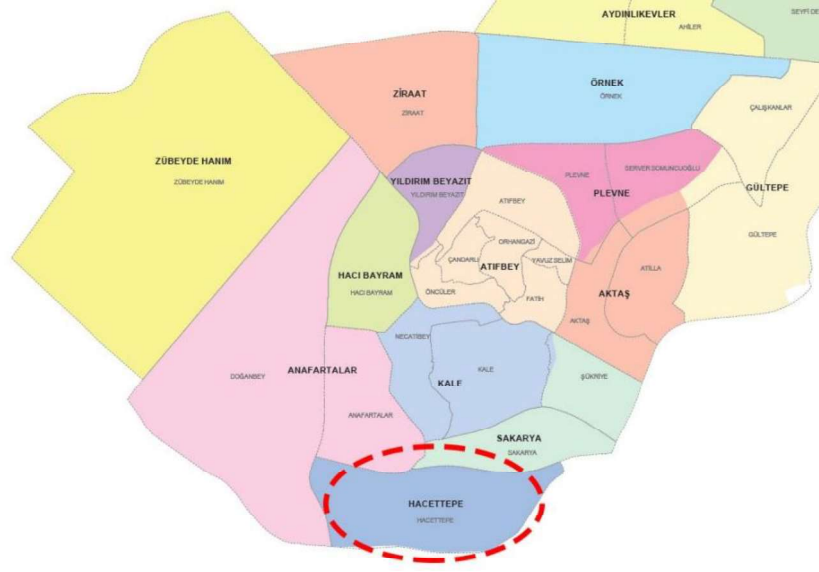 AYDINLIKEVLER
AHİLER
ZİRAAT
ZİRAAT
ÖRNEK
ÖRNEK
ÇALIŞKANLAR
ZÜBEYDE HANIM
ZÜBEYDE HANIM
YILDIRIM BEYAZIT
YILDIRIM BEYAZIT
PLEVNE
SERVER SOMUNCUOĞLU
PLEVNE
GÜLTEPE
GÜLTEPE
ATIFBEY
ORHANGAZİ
ÇANDARLI
ATIFBEY
YAVUZ SELİM
ÖNCÜLER
FATİH
HACI BAYRAM
HACI BAYRAM
ATİLLA
AKTAŞ
AKTAŞ
NECATİBEY
KALE
KALE
ŞÜKRİYE
DOĞANBEY
ANAFARTALAR
ANAFARTALAR
SAKARYA
SAKARYA
HACETTEPE
HACETTEPE